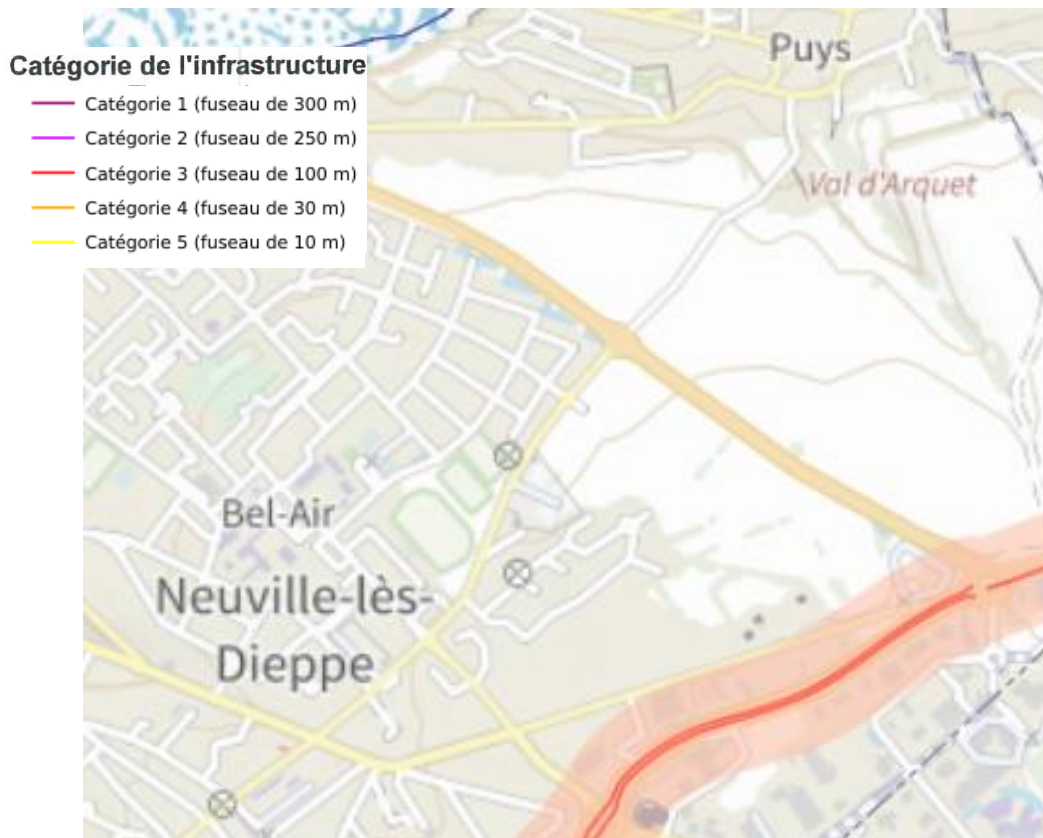 Puys
Catégorie de l'infrastructure
Catégorie 1 (fuseau de 300 m)
Catégorie 2 (fuseau de 250 m)
Catégorie 3 (fuseau de 100 m)
Catégorie 4 (fuseau de 30 m)
Catégorie 5 (fuseau de 10 m)
Val d'Arquet
Bel-Air
Neuville-lès-
Dieppe